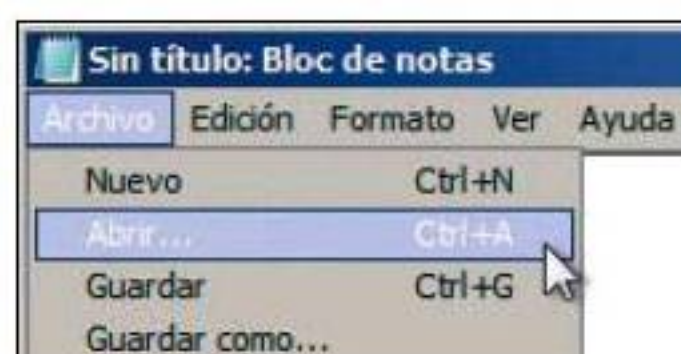 Sin título: Bloc de notas
Archivo Edición Formato Ver Ayuda
Nuevo Ctrl+N
Abrir... Ctrl+A
Guardar Ctrl+G
Guardar como...